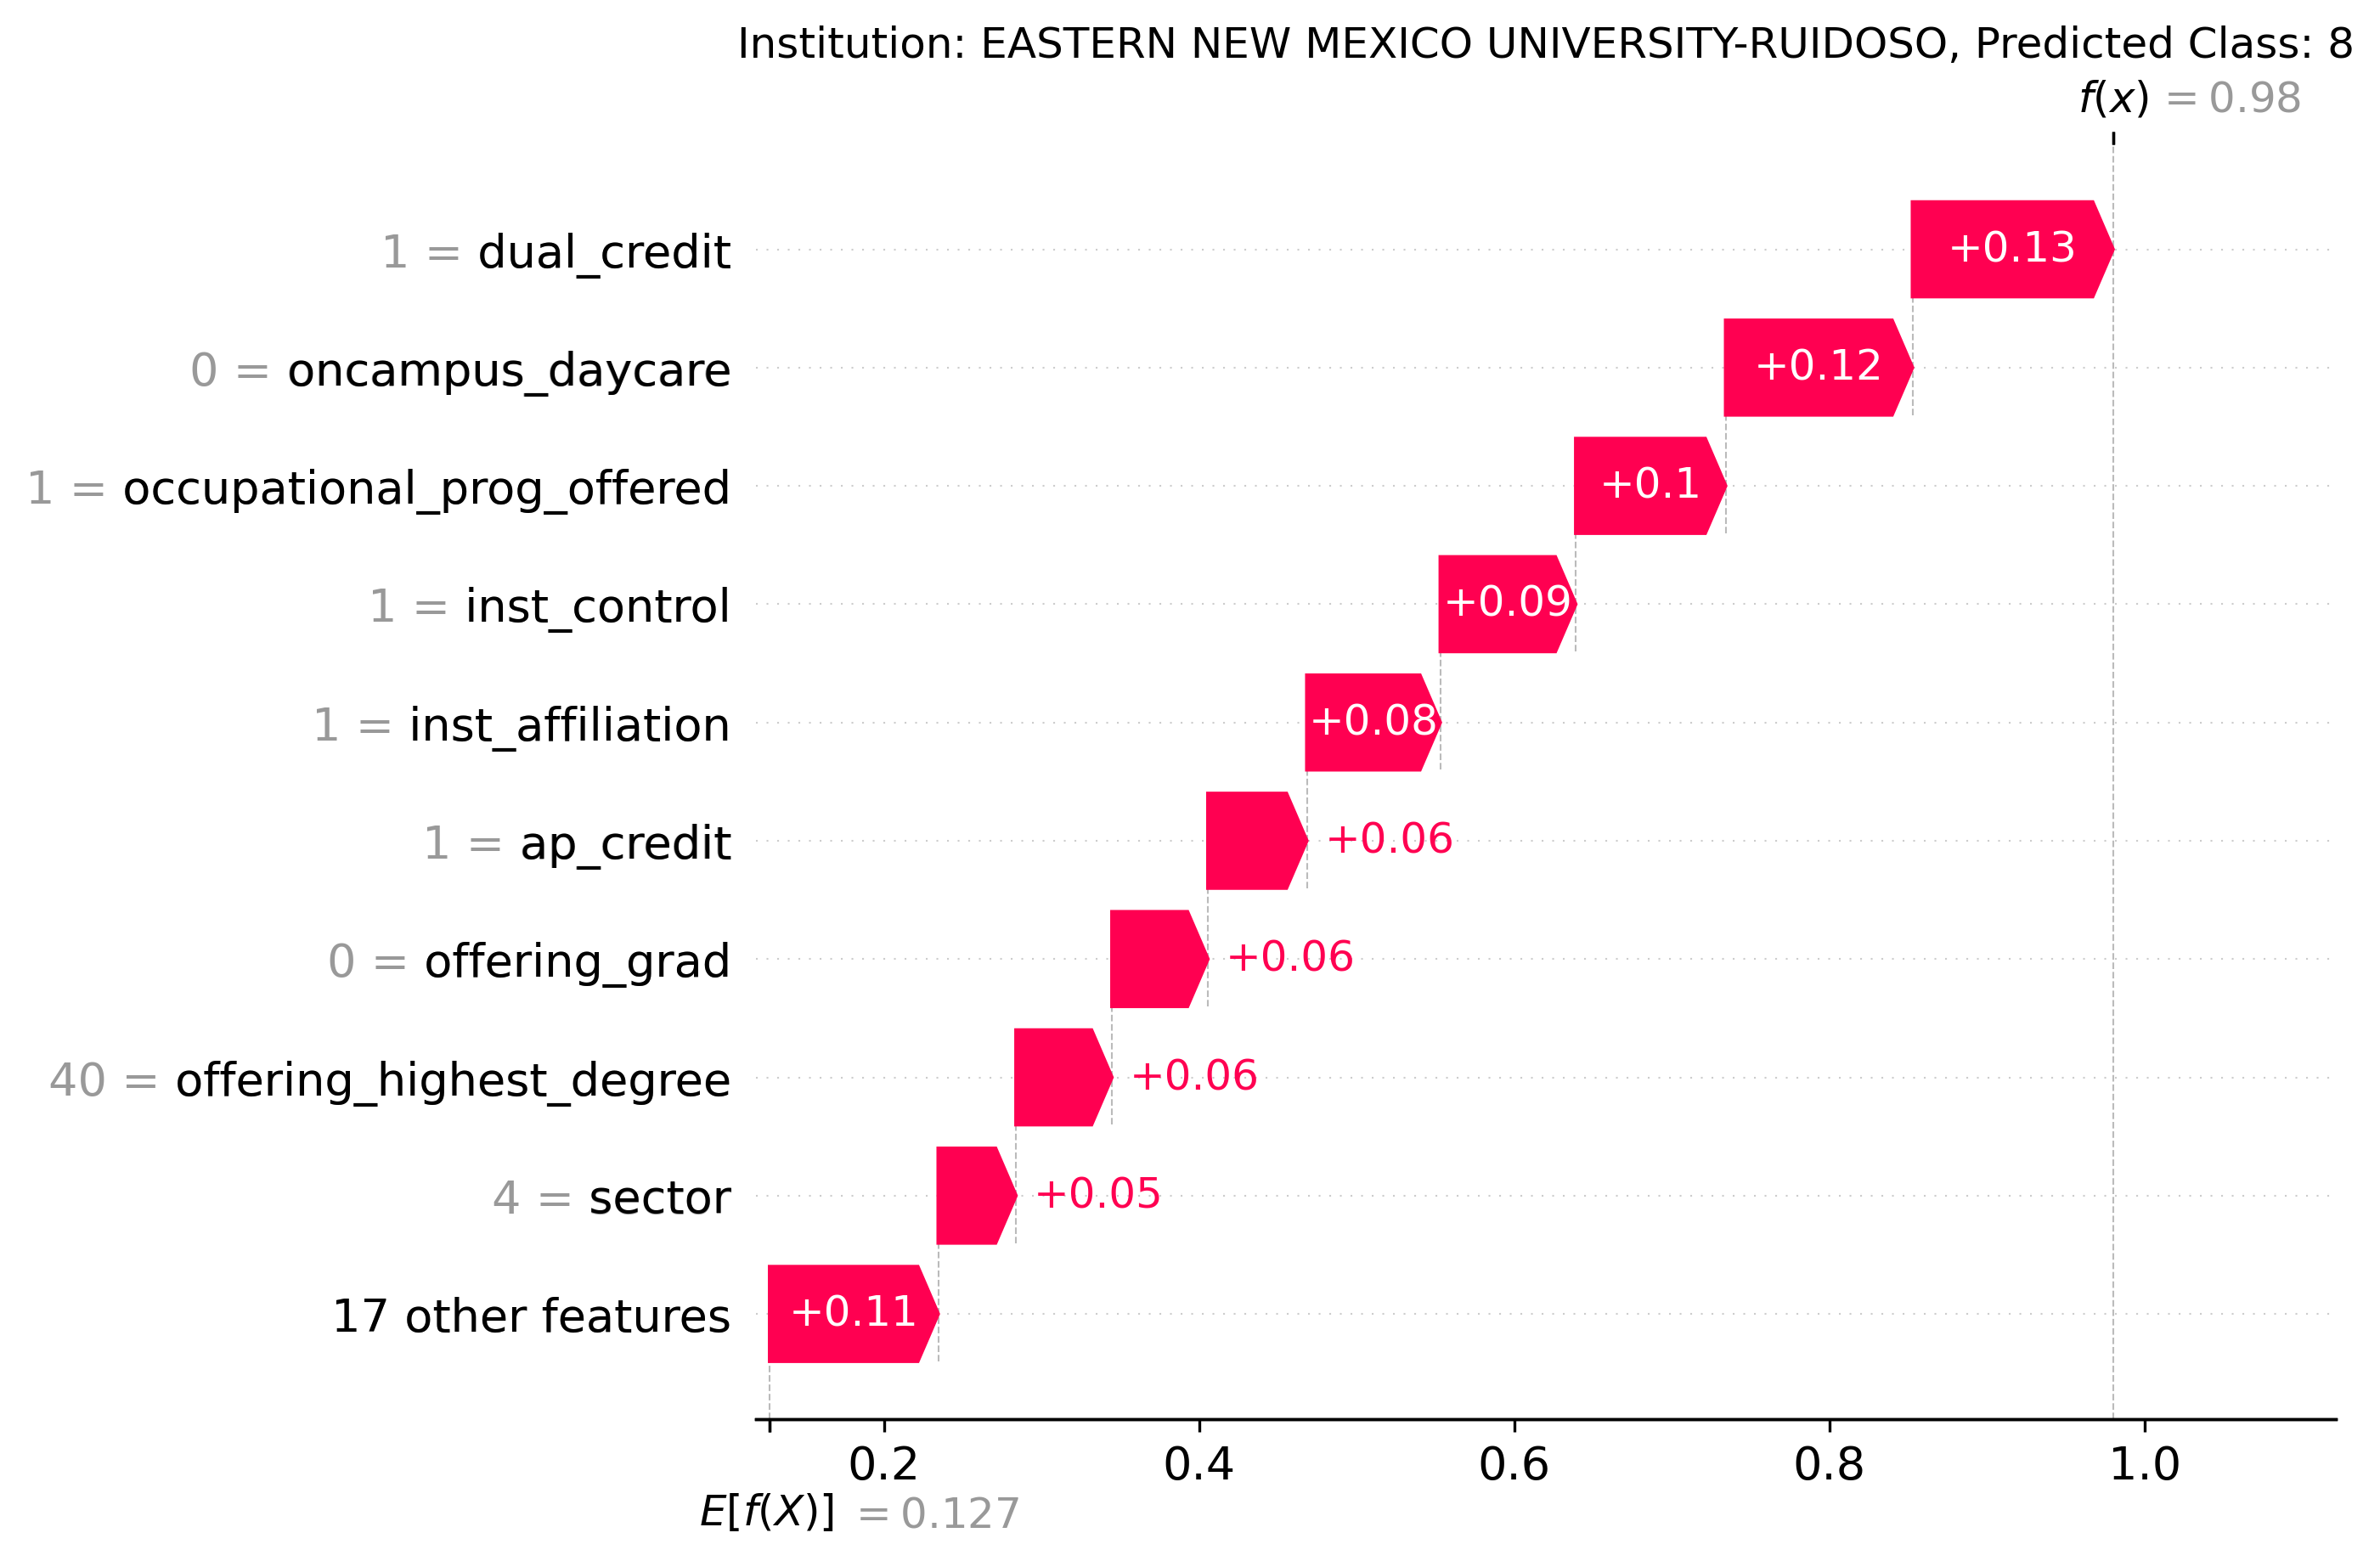 Institution: EASTERN NEW MEXICO UNIVERSITY-RUIDOSO, Predicted Class: 8
f(x) = 0.98
1 = dual_credit +0.13
0 = oncampus_daycare +0.12
1 = occupational_prog_offered +0.1
1 = inst_control +0.09
1 = inst_affiliation +0.08
1 = ap_credit +0.06
0 = offering_grad +0.06
40 = offering_highest_degree +0.06
4 = sector +0.05
17 other features +0.11
0.2 0.4 0.6 0.8 1.0
E[f(X)] = 0.127